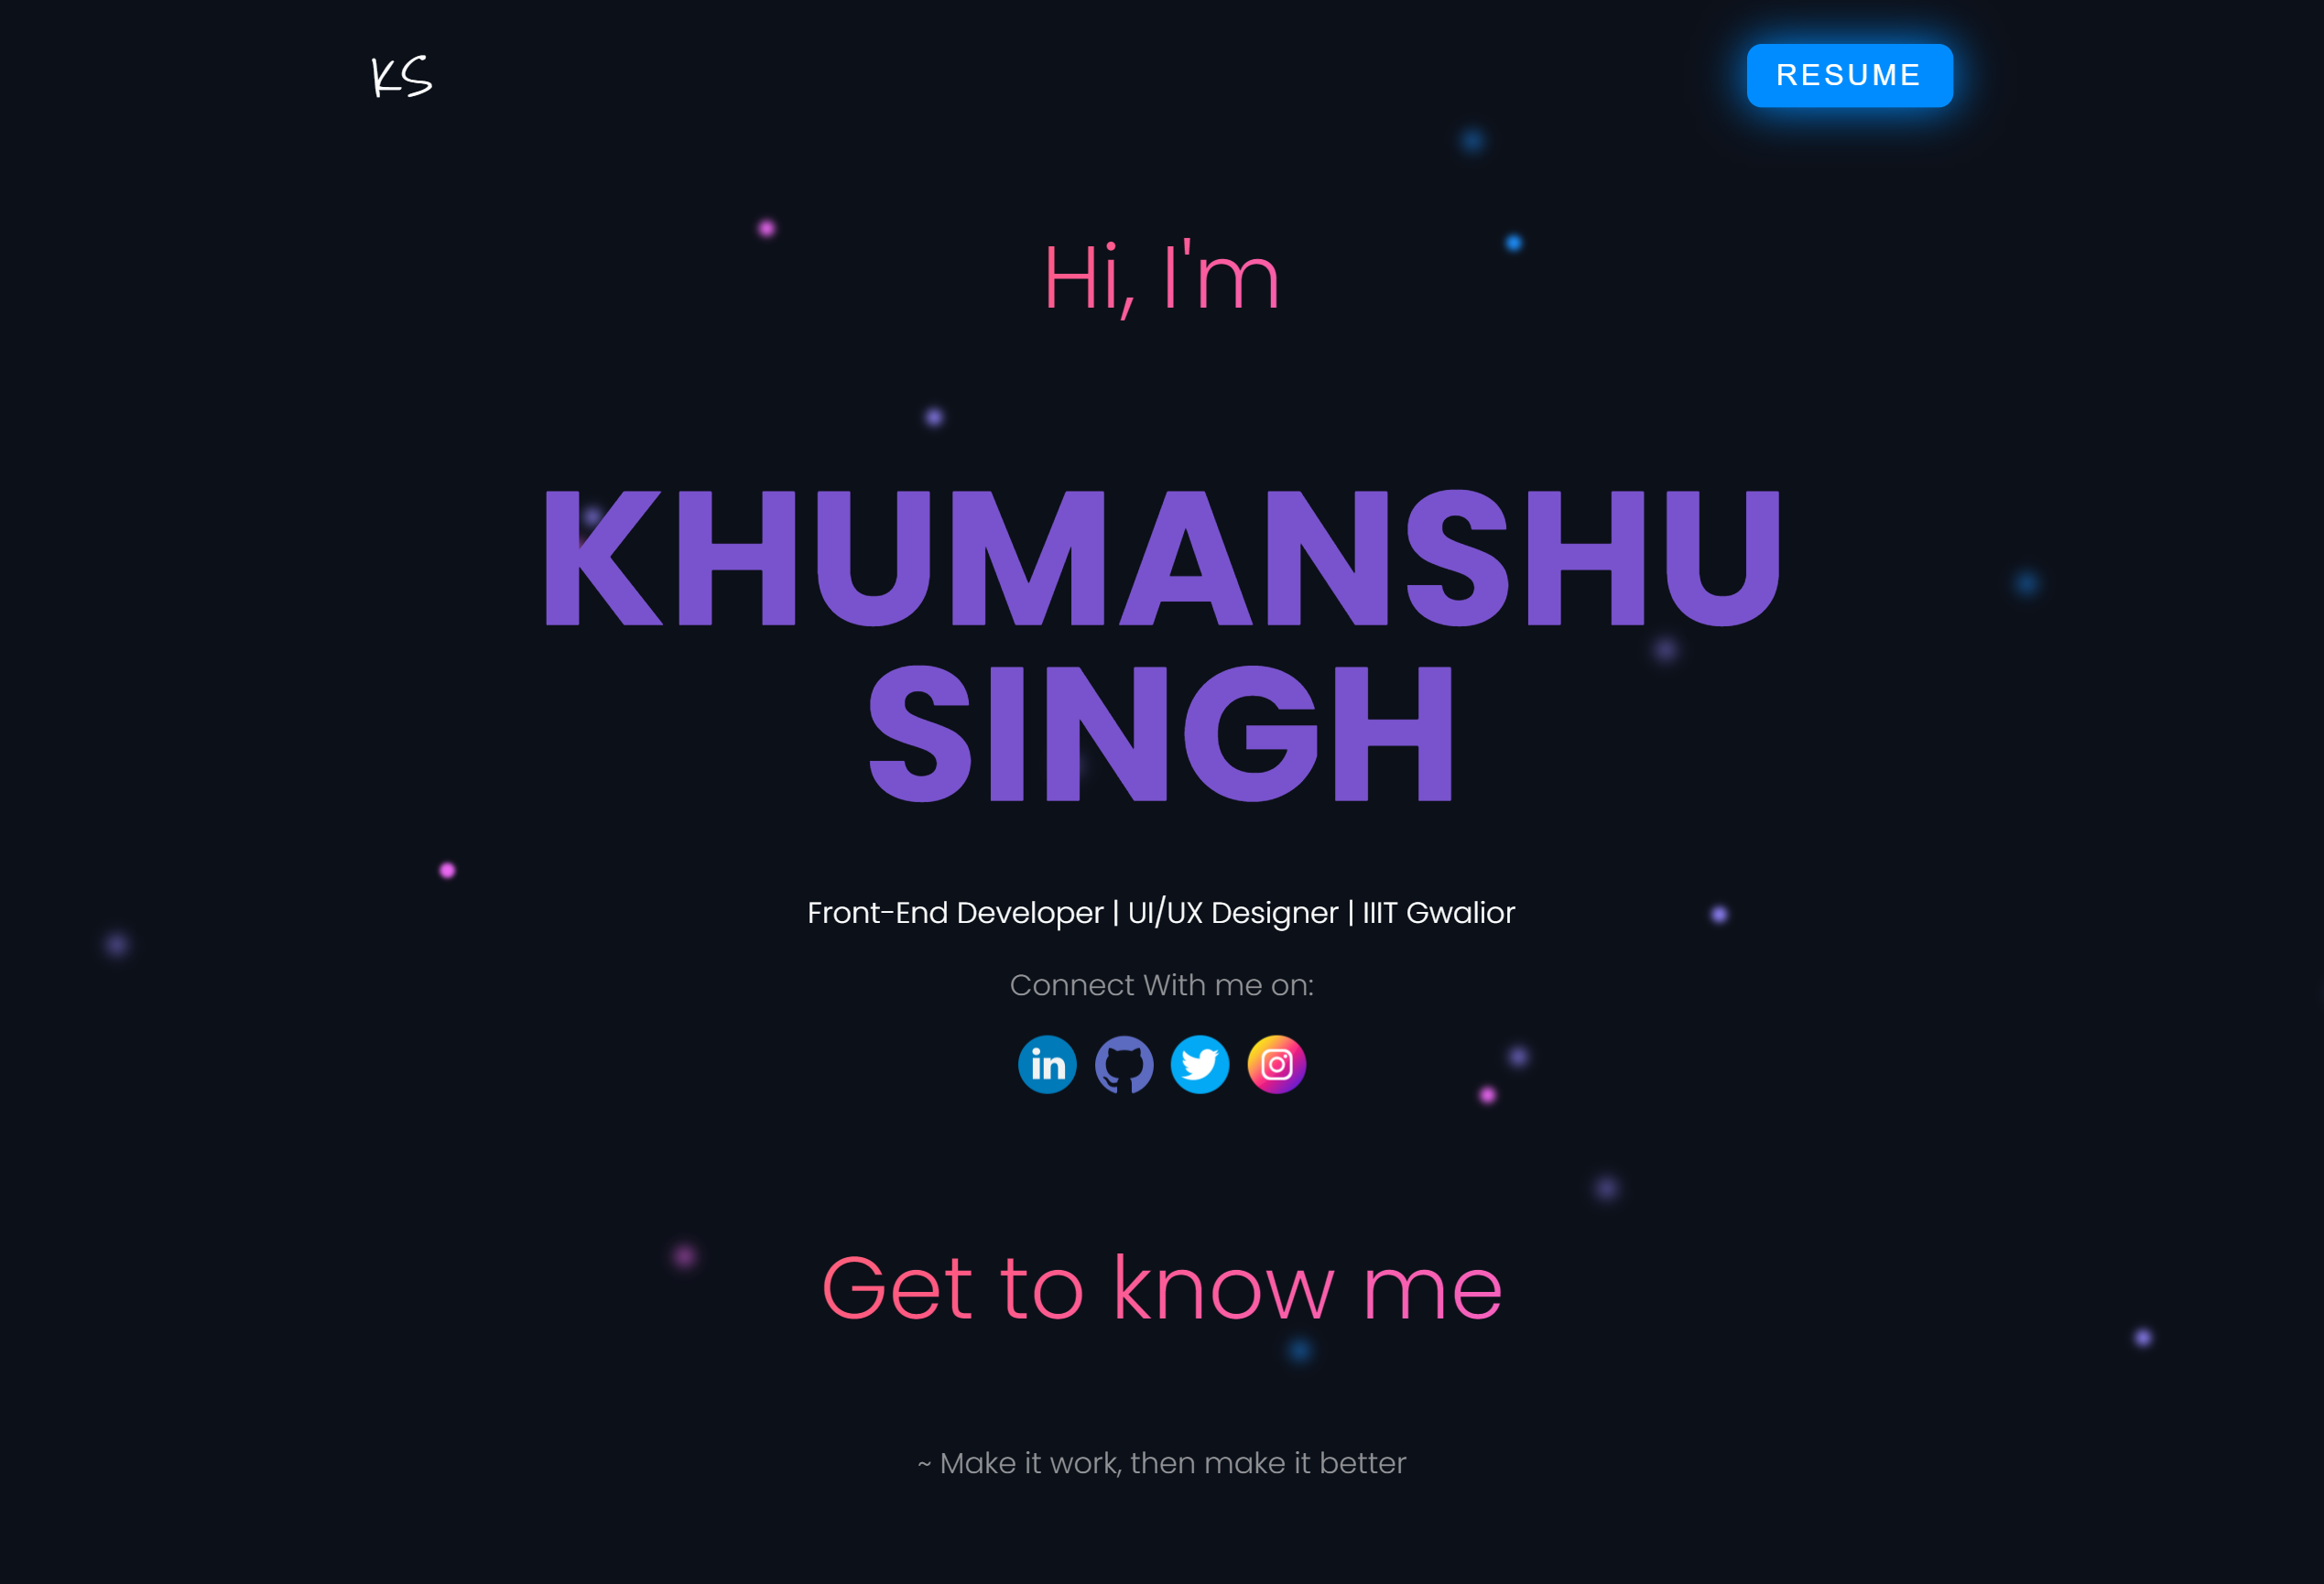 KS
RESUME
Hi, I'm
KHUMANSHU
SINGH
Front-End Developer | UI/UX Designer | IIIT Gwalior
Connect With me on:
in
Get to know me
~ Make it work, then make it better